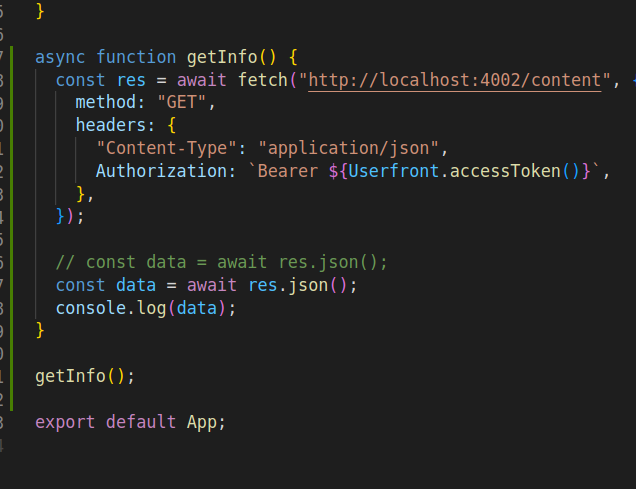 }
async function getInfo() {
const res = await fetch("http://localhost:4002/content", {
method: "GET",
headers: {
"Content-Type": "application/json",
Authorization: `Bearer ${Userfront.accessToken()}`,
},
});
// const data = await res.json();
const data = await res.json();
console.log(data);
}
getInfo();
export default App;